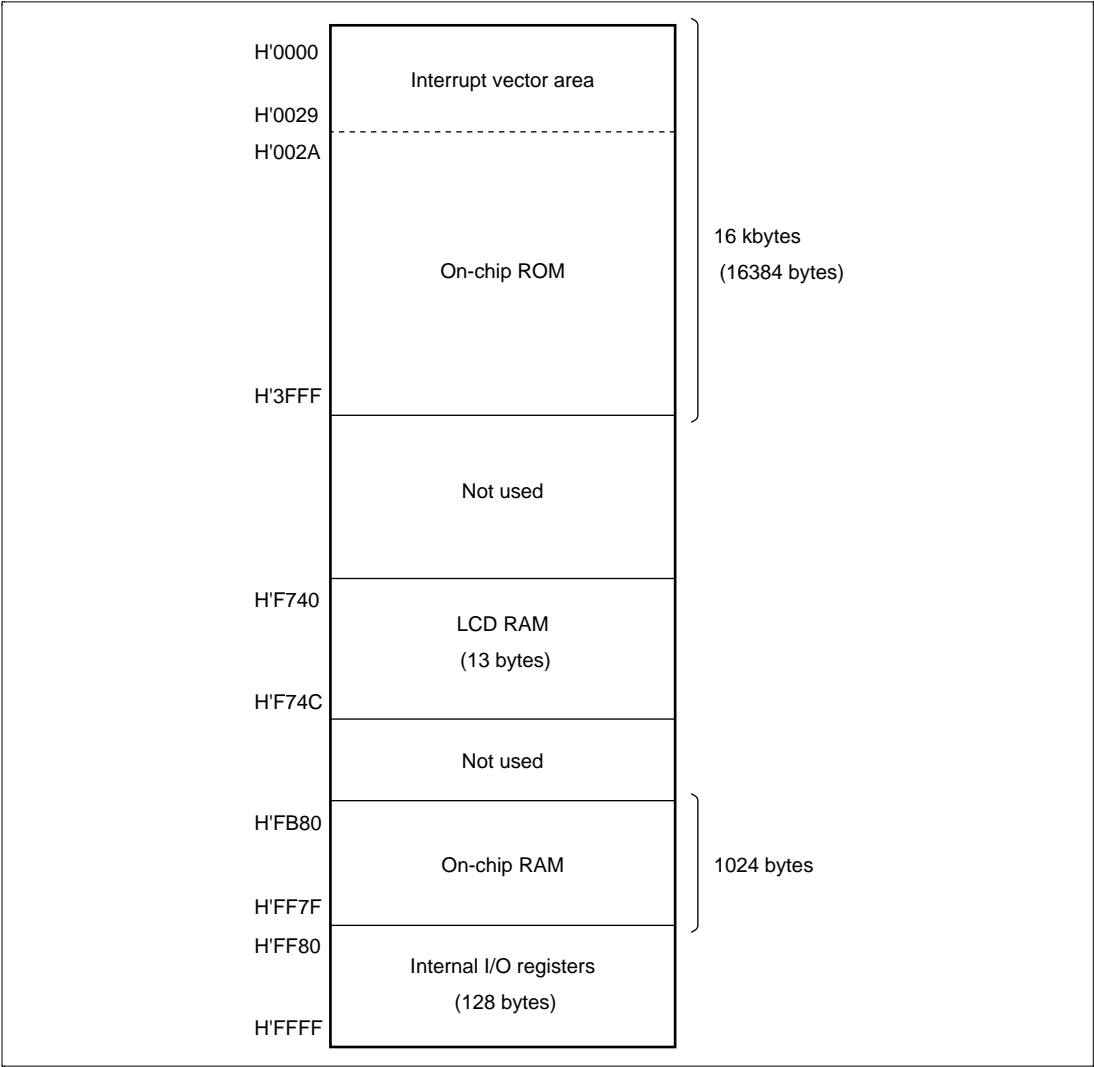 H'0000
Interrupt vector area
H'0029
H'002A
16 kbytes
(16384 bytes)
On-chip ROM
H'3FFF
Not used
H'F740
LCD RAM
(13 bytes)
H'F74C
Not used
H'FB80
On-chip RAM
1024 bytes
H'FF7F
H'FF80
Internal I/O registers
(128 bytes)
H'FFFF